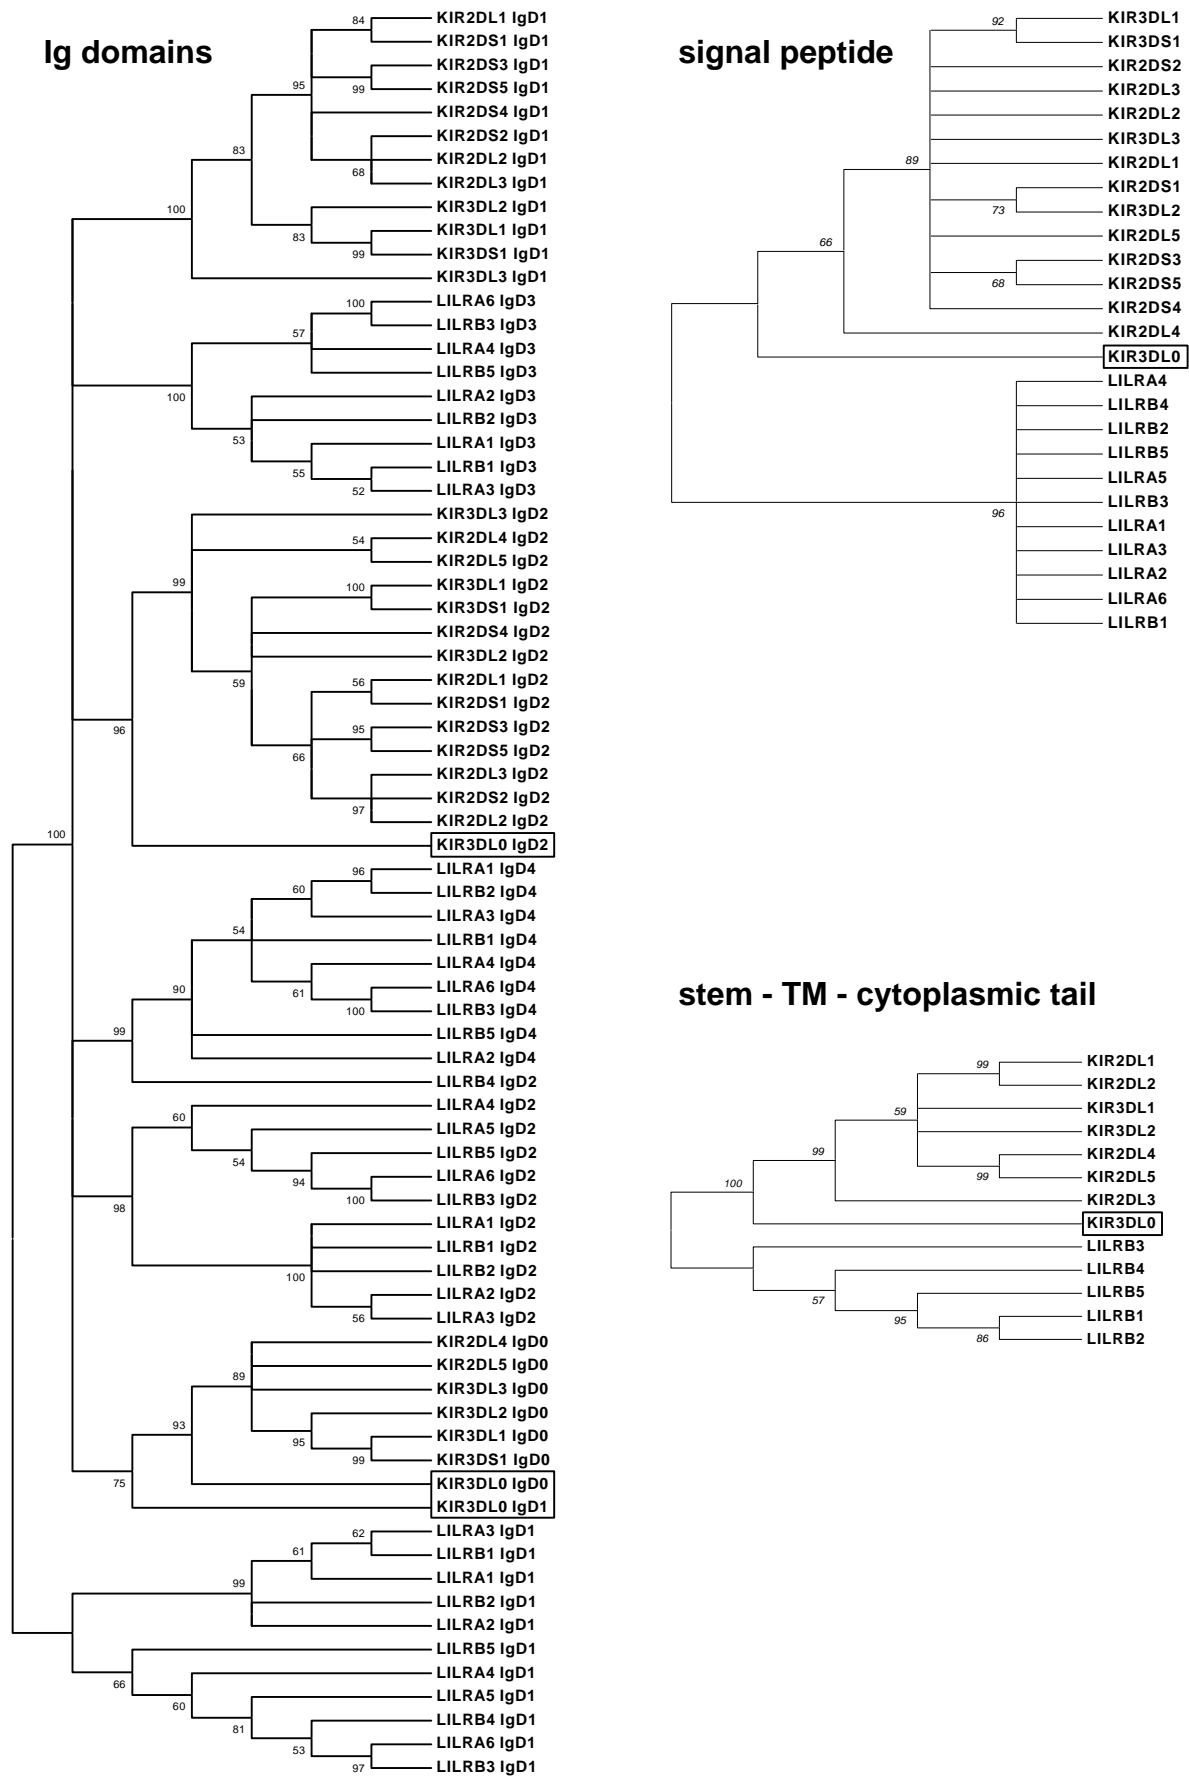 Ig domains
84
KIR2DL1 IgD1
KIR2DS1 IgD1
KIR2DS3 IgD1
99
KIR2DS5 IgD1
95
KIR2DS4 IgD1
KIR2DS2 IgD1
83
KIR2DL2 IgD1
68
KIR2DL3 IgD1
100
KIR3DL2 IgD1
83
KIR3DL1 IgD1
99
KIR3DS1 IgD1
KIR3DL3 IgD1
100
LILRA6 IgD3
LILRB3 IgD3
57
LILRA4 IgD3
LILRB5 IgD3
100
LILRA2 IgD3
LILRB2 IgD3
53
LILRA1 IgD3
55
LILRB1 IgD3
52
LILRA3 IgD3
KIR3DL3 IgD2
54
KIR2DL4 IgD2
KIR2DL5 IgD2
99
100
KIR3DL1 IgD2
KIR3DS1 IgD2
KIR2DS4 IgD2
KIR3DL2 IgD2
59
56
KIR2DL1 IgD2
KIR2DS1 IgD2
96
95
KIR2DS3 IgD2
66
KIR2DS5 IgD2
KIR2DL3 IgD2
KIR2DS2 IgD2
97
KIR2DL2 IgD2
100
KIR3DL0 IgD2
96
LILRA1 IgD4
60
LILRB2 IgD4
LILRA3 IgD4
54
LILRB1 IgD4
LILRA4 IgD4
90
61
LILRA6 IgD4
100
LILRB3 IgD4
99
LILRB5 IgD4
LILRA2 IgD4
LILRB4 IgD2
60
LILRA4 IgD2
LILRA5 IgD2
54
LILRB5 IgD2
94
LILRA6 IgD2
98
100
LILRB3 IgD2
LILRA1 IgD2
LILRB1 IgD2
100
LILRB2 IgD2
LILRA2 IgD2
56
LILRA3 IgD2
KIR2DL4 IgD0
89
KIR2DL5 IgD0
KIR3DL3 IgD0
93
KIR3DL2 IgD0
95
KIR3DL1 IgD0
99
KIR3DS1 IgD0
75
KIR3DL0 IgD0
KIR3DL0 IgD1
62
LILRA3 IgD1
61
LILRB1 IgD1
LILRA1 IgD1
99
LILRB2 IgD1
LILRA2 IgD1
LILRB5 IgD1
66
LILRA4 IgD1
60
LILRA5 IgD1
81
LILRB4 IgD1
53
LILRA6 IgD1
97
LILRB3 IgD1
signal peptide
92
KIR3DL1
KIR3DS1
KIR2DS2
KIR2DL3
KIR2DL2
KIR3DL3
89
KIR2DL1
KIR2DS1
73
KIR3DL2
66
KIR2DL5
KIR2DS3
68
KIR2DS5
KIR2DS4
KIR2DL4
KIR3DL0
LILRA4
LILRB4
LILRB2
LILRB5
LILRA5
LILRB3
96
LILRA1
LILRA3
LILRA2
LILRA6
LILRB1
stem - TM - cytoplasmic tail
99
KIR2DL1
KIR2DL2
59
KIR3DL1
KIR3DL2
99
KIR2DL4
99
KIR2DL5
100
KIR2DL3
KIR3DL0
LILRB3
LILRB4
57
LILRB5
95
LILRB1
86
LILRB2